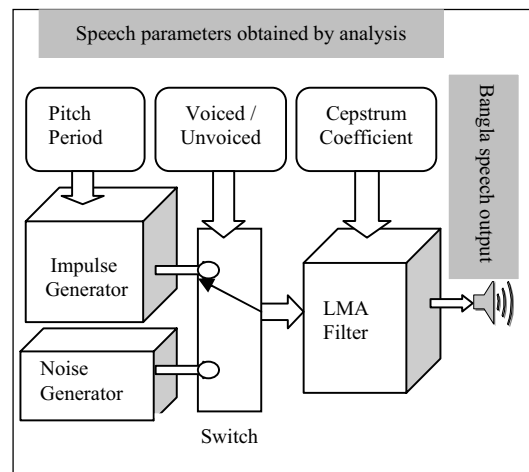 Speech parameters obtained by analysis
Pitch
Period
Voiced /
Unvoiced
Cepstrum
Coefficient
Bangla speech output
Impulse
Generator
LMA
Filter
Noise
Generator
Switch